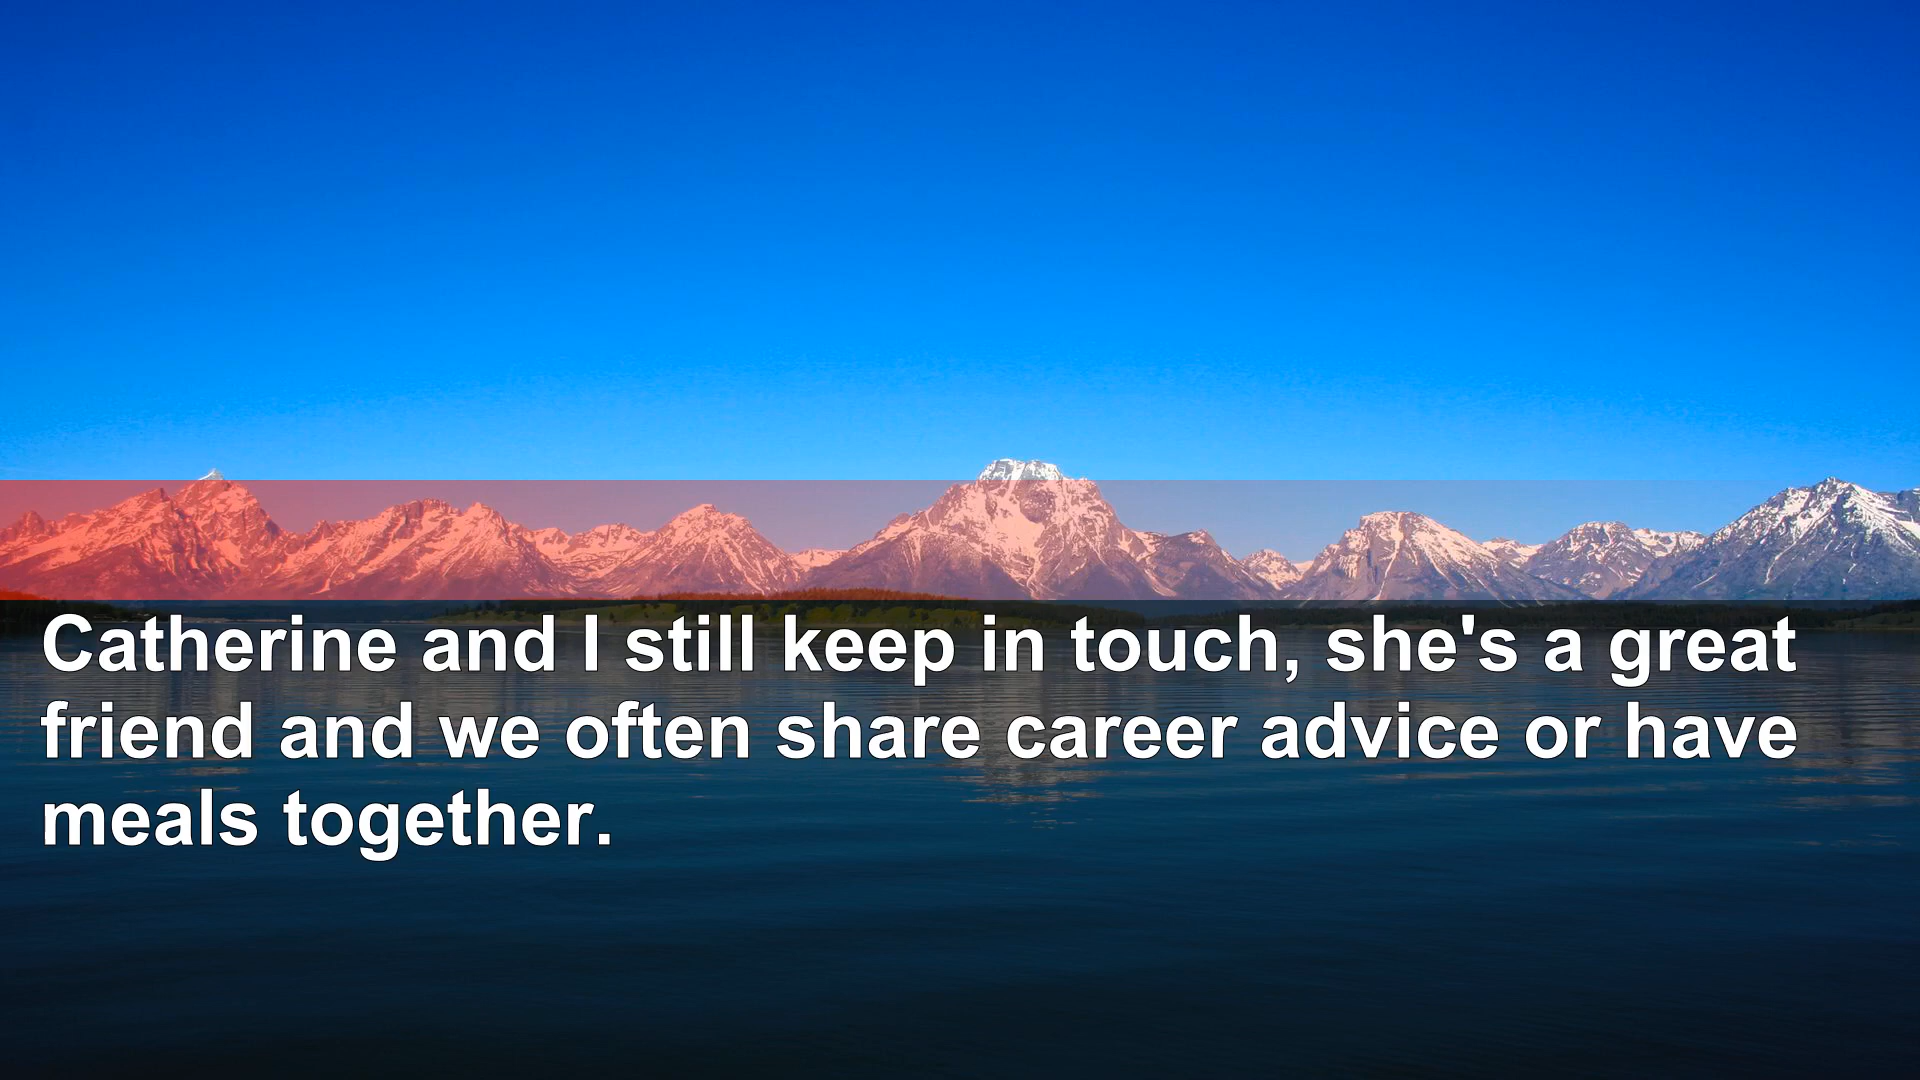 Catherine and I still keep in touch, she's a great
friend and we often share career advice or have
meals together.